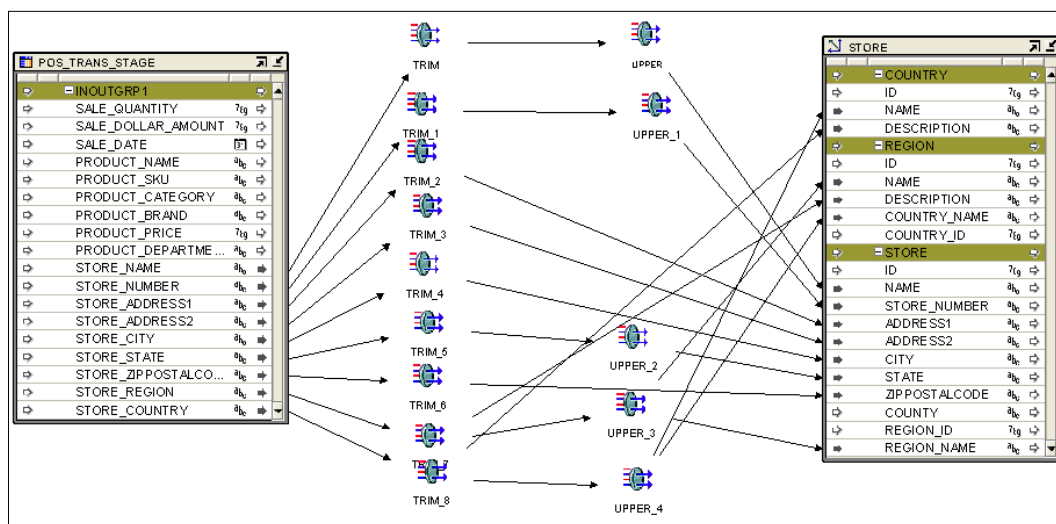 POS_TRANS_STAGE
INOUTGRP1
SALE_QUANTITY
SALE_DOLLAR_AMOUNT
SALE_DATE
PRODUCT_NAME
PRODUCT_SKU
PRODUCT_CATEGORY
PRODUCT_BRAND
PRODUCT_PRICE
PRODUCT_DEPARTME...
STORE_NAME
STORE_NUMBER
STORE_ADDRESS1
STORE_ADDRESS2
STORE_CITY
STORE_STATE
STORE_ZIPPOSTALCO...
STORE_REGION
STORE_COUNTRY
TRIM
TRIM_1
TRIM_2
TRIM_3
TRIM_4
TRIM_5
TRIM_6
TRIM_7
TRIM_8
UPPER
UPPER_1
UPPER_2
UPPER_3
UPPER_4
STORE
COUNTRY
ID
NAME
DESCRIPTION
REGION
ID
NAME
DESCRIPTION
COUNTRY_NAME
COUNTRY_ID
STORE
ID
NAME
STORE_NUMBER
ADDRESS1
ADDRESS2
CITY
STATE
ZIPPOSTALCODE
COUNTY
REGION_ID
REGION_NAME